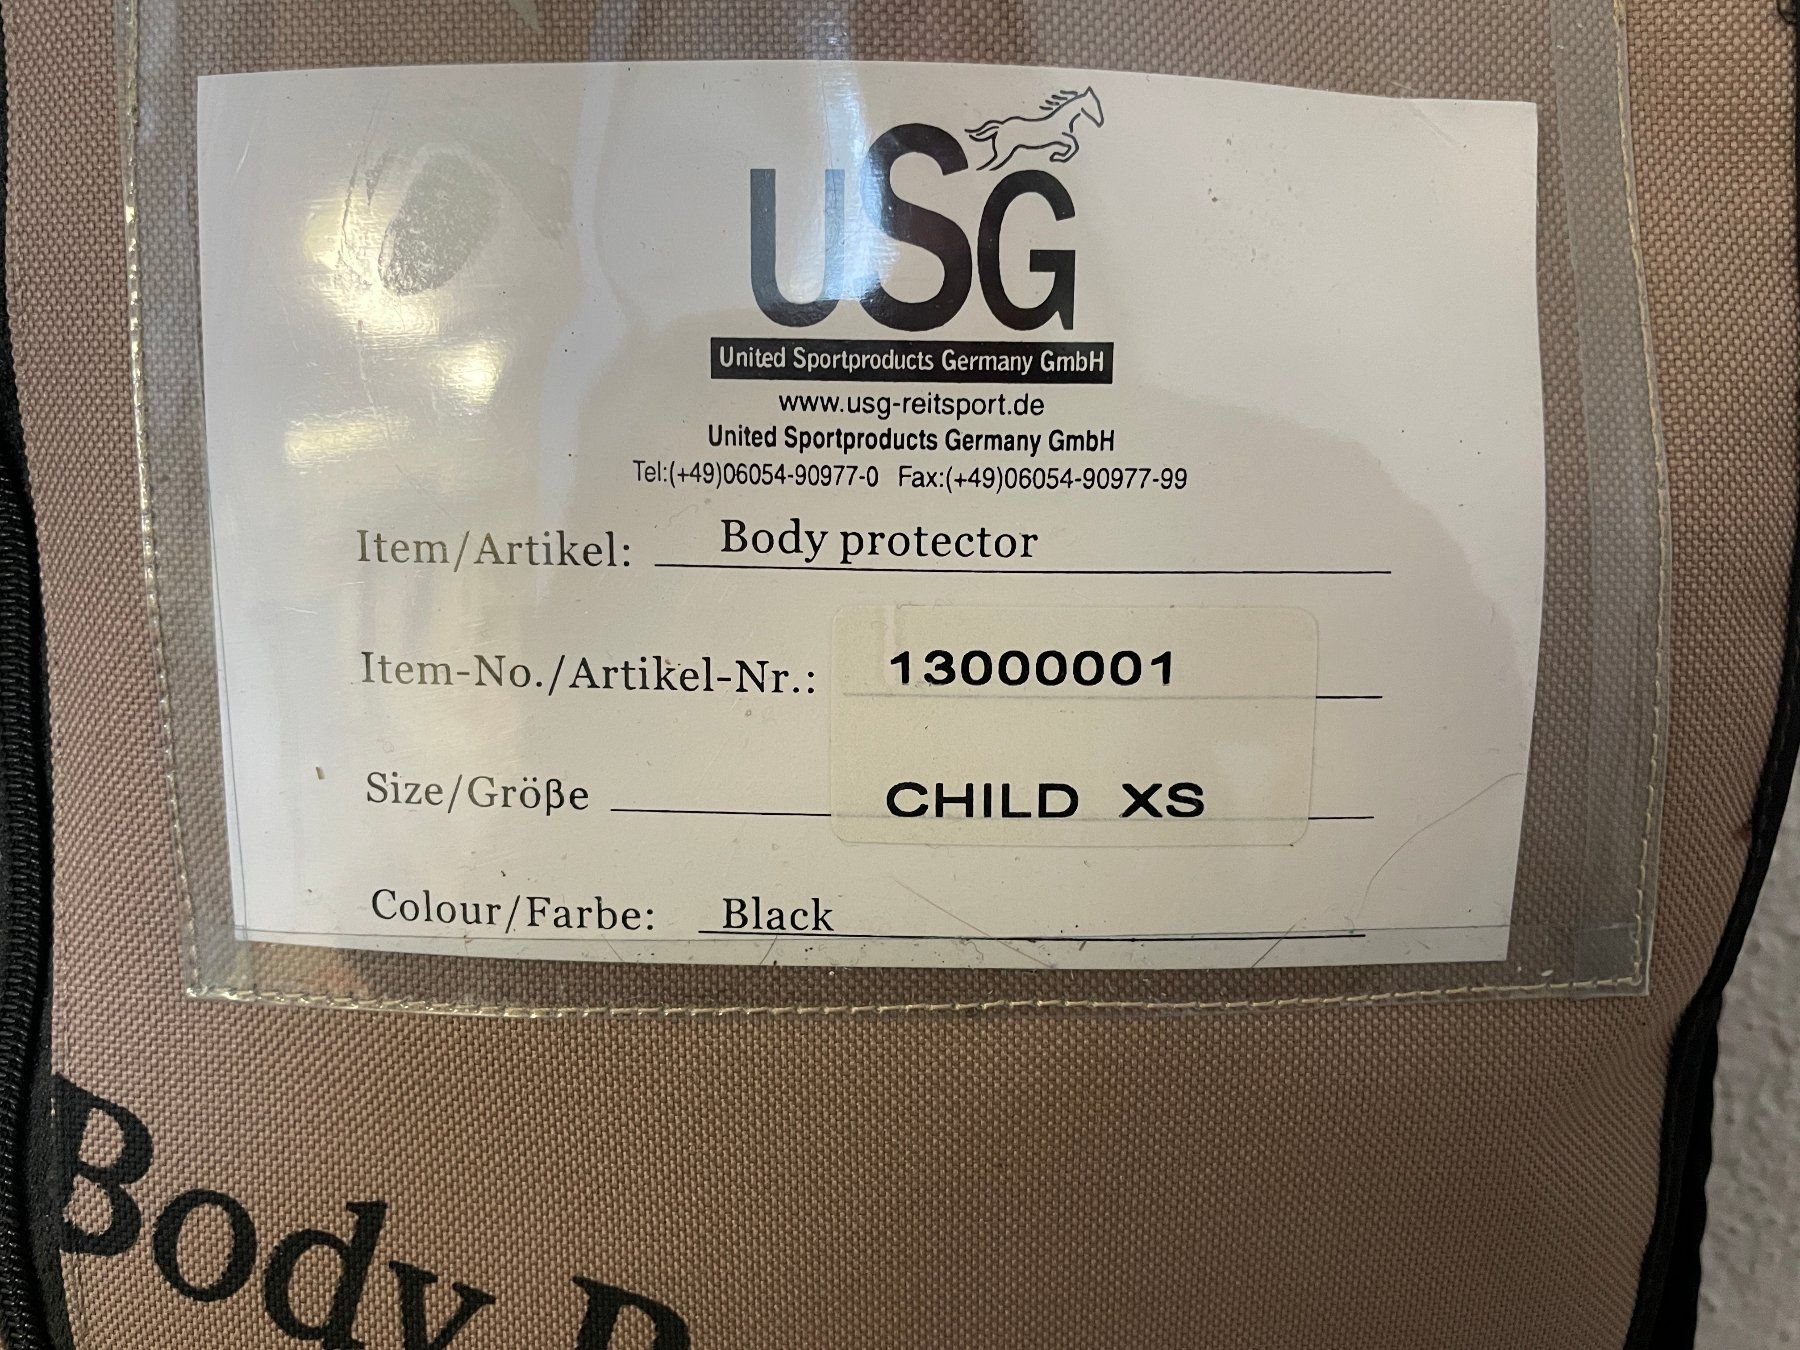 USG
United Sportproducts Germany GmbH
www.usg-reitsport.de
United Sportproducts Germany GmbH
Tel:(+49)06054-90977-0 Fax:(+49)06054-90977-99
Item/Artikel: Body protector
Item-No./Artikel-Nr.: 13000001
Size/Größe CHILD XS
Colour/Farbe: Black
Body